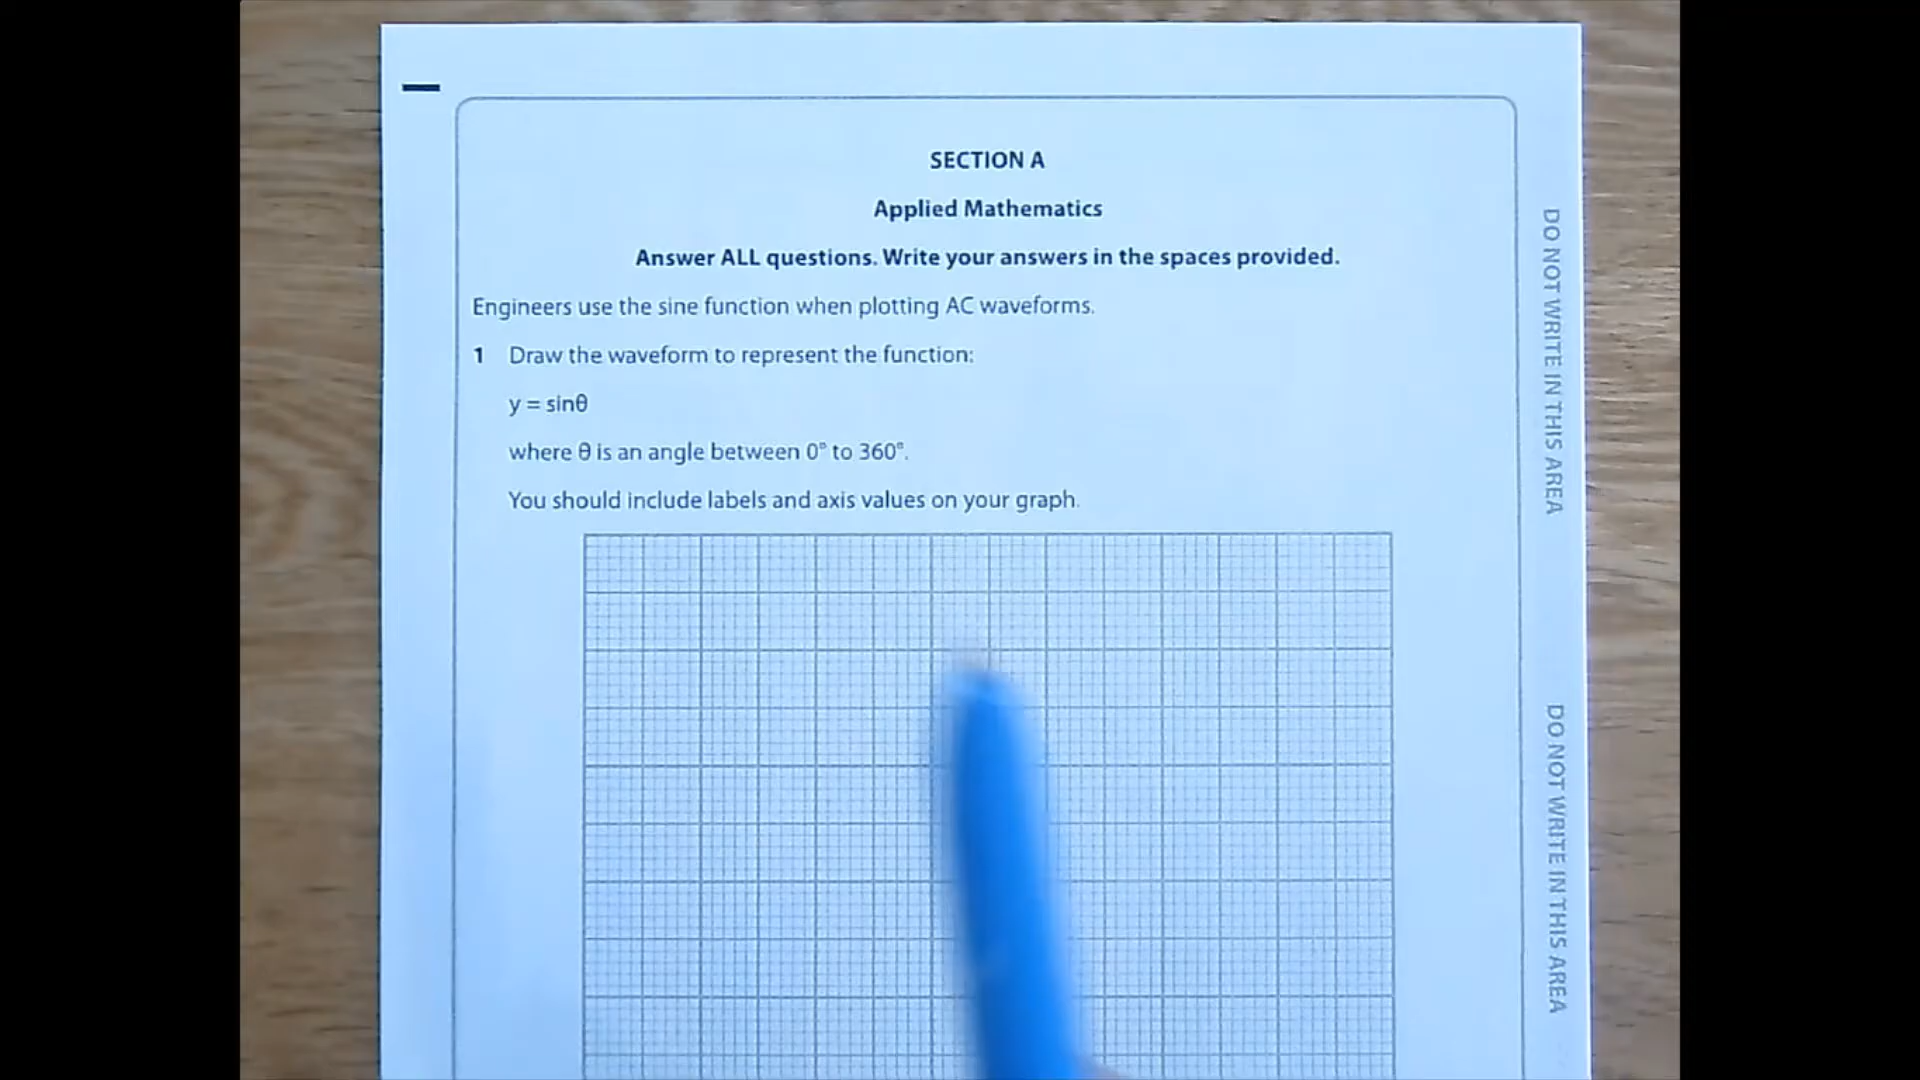 SECTION A
Applied Mathematics
Answer ALL questions. Write your answers in the spaces provided.
Engineers use the sine function when plotting AC waveforms.
1 Draw the waveform to represent the function:
y = sinθ
where θ is an angle between 0° to 360°.
You should include labels and axis values on your graph.
DO NOT WRITE IN THIS AREA
DO NOT WRITE IN THIS AREA